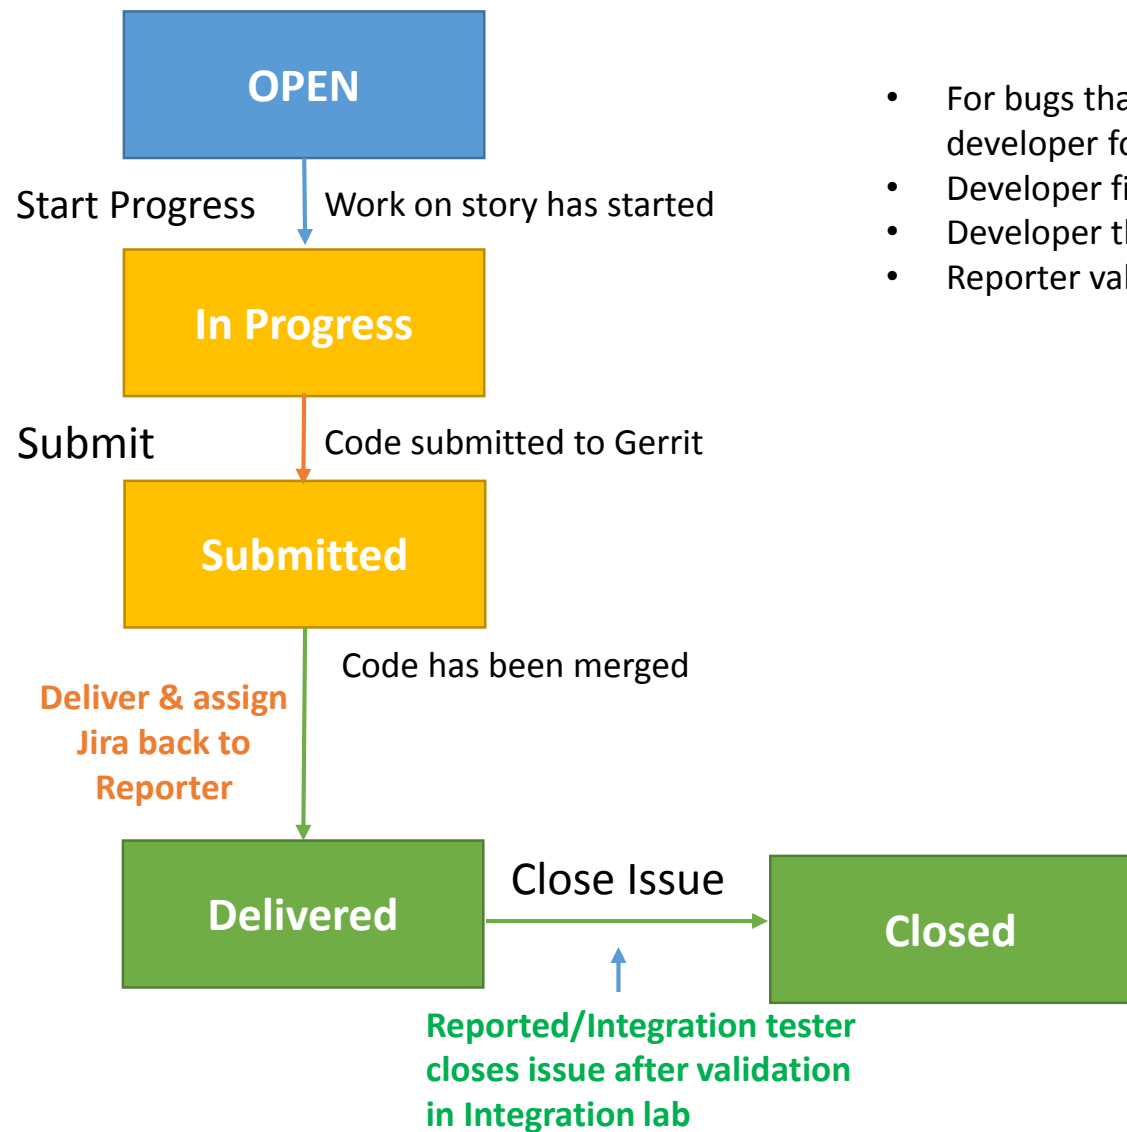 OPEN
• For bugs tha
developer fo
• Developer fi
• Developer th
• Reporter val
Start Progress
Work on story has started
In Progress
Submit
Code submitted to Gerrit
Submitted
Code has been merged
Deliver & assign
Jira back to
Reporter
Delivered
Close Issue
Closed
Reported/Integration tester
closes issue after validation
in Integration lab